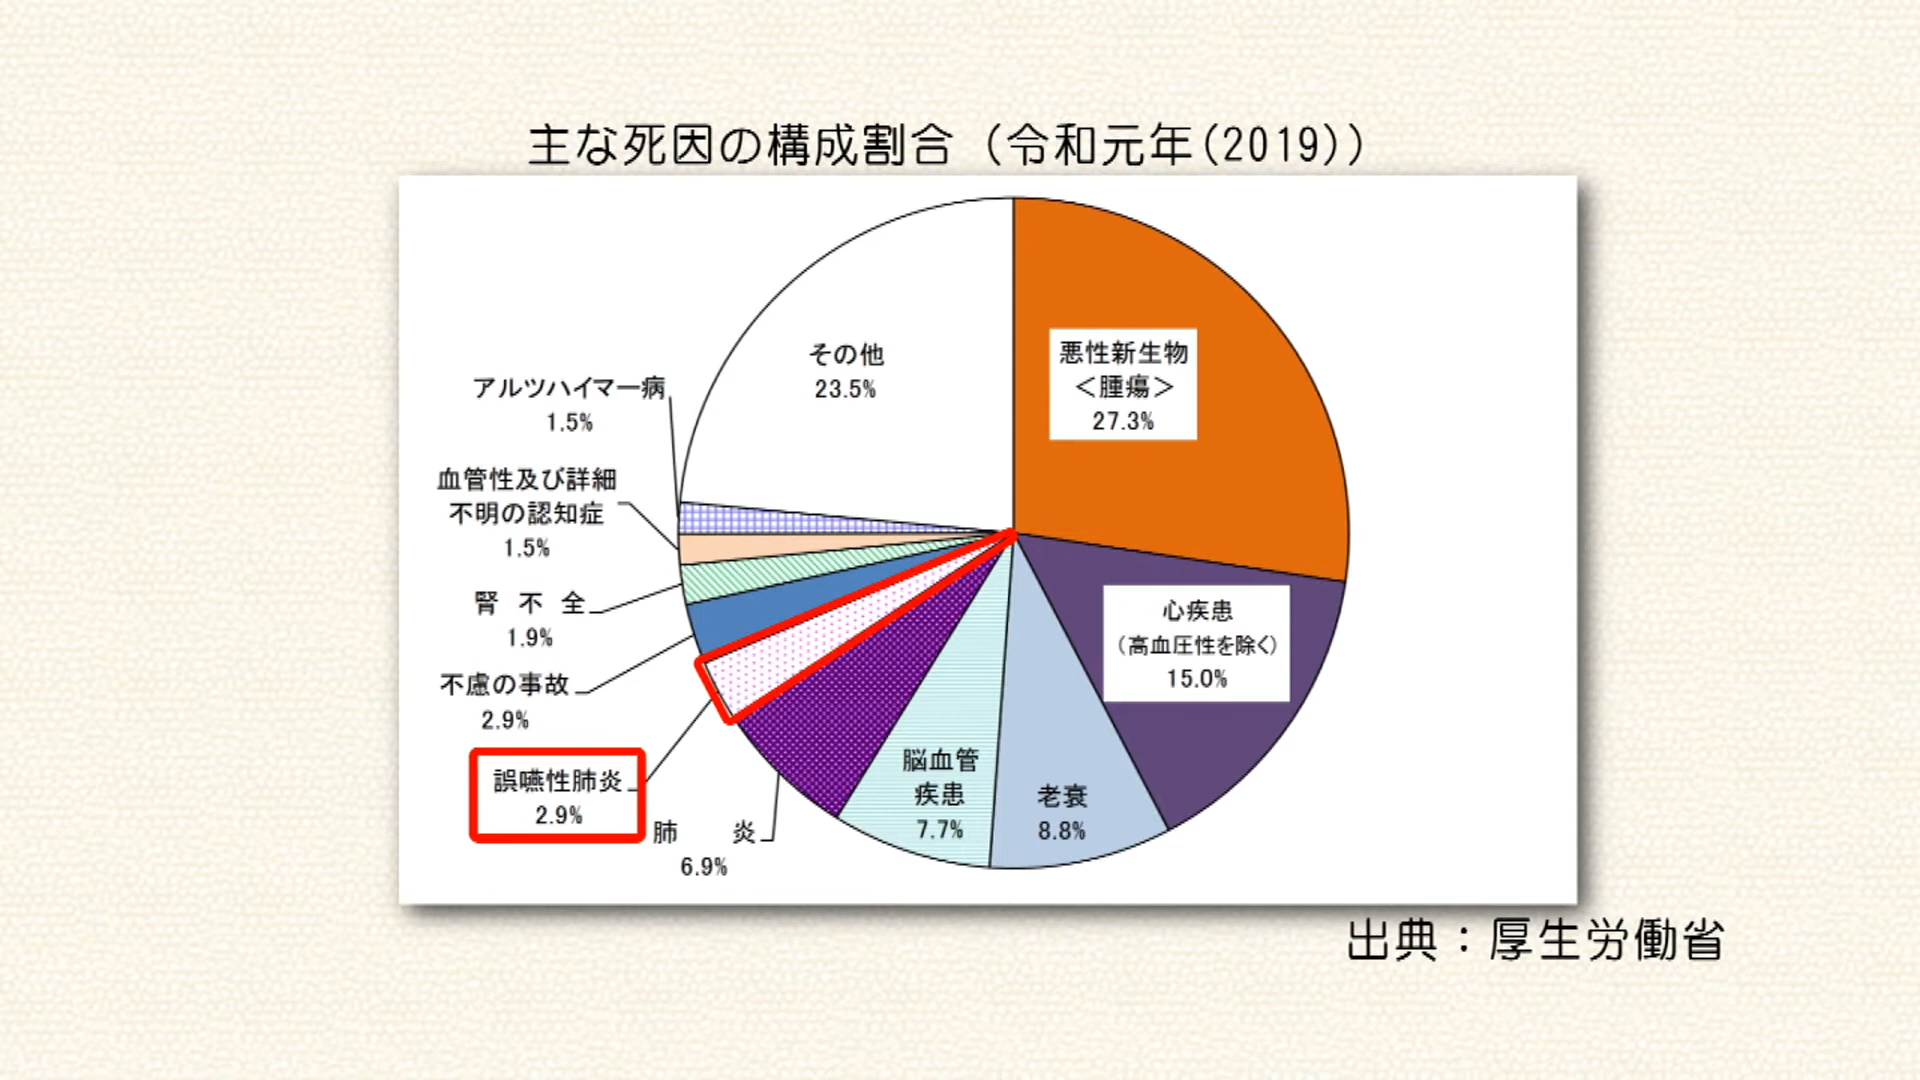 主な死因の構成割合（令和元年(2019)）
その他
23.5%
悪性新生物
＜腫瘍＞
27.3%
アルツハイマー病
1.5%
血管性及び詳細
不明の認知症
1.5%
腎 不 全
1.9%
不慮の事故
2.9%
誤嚥性肺炎
2.9%
肺 炎
6.9%
脳血管
疾患
7.7%
老衰
8.8%
心疾患
（高血圧性を除く）
15.0%
出典：厚生労働省